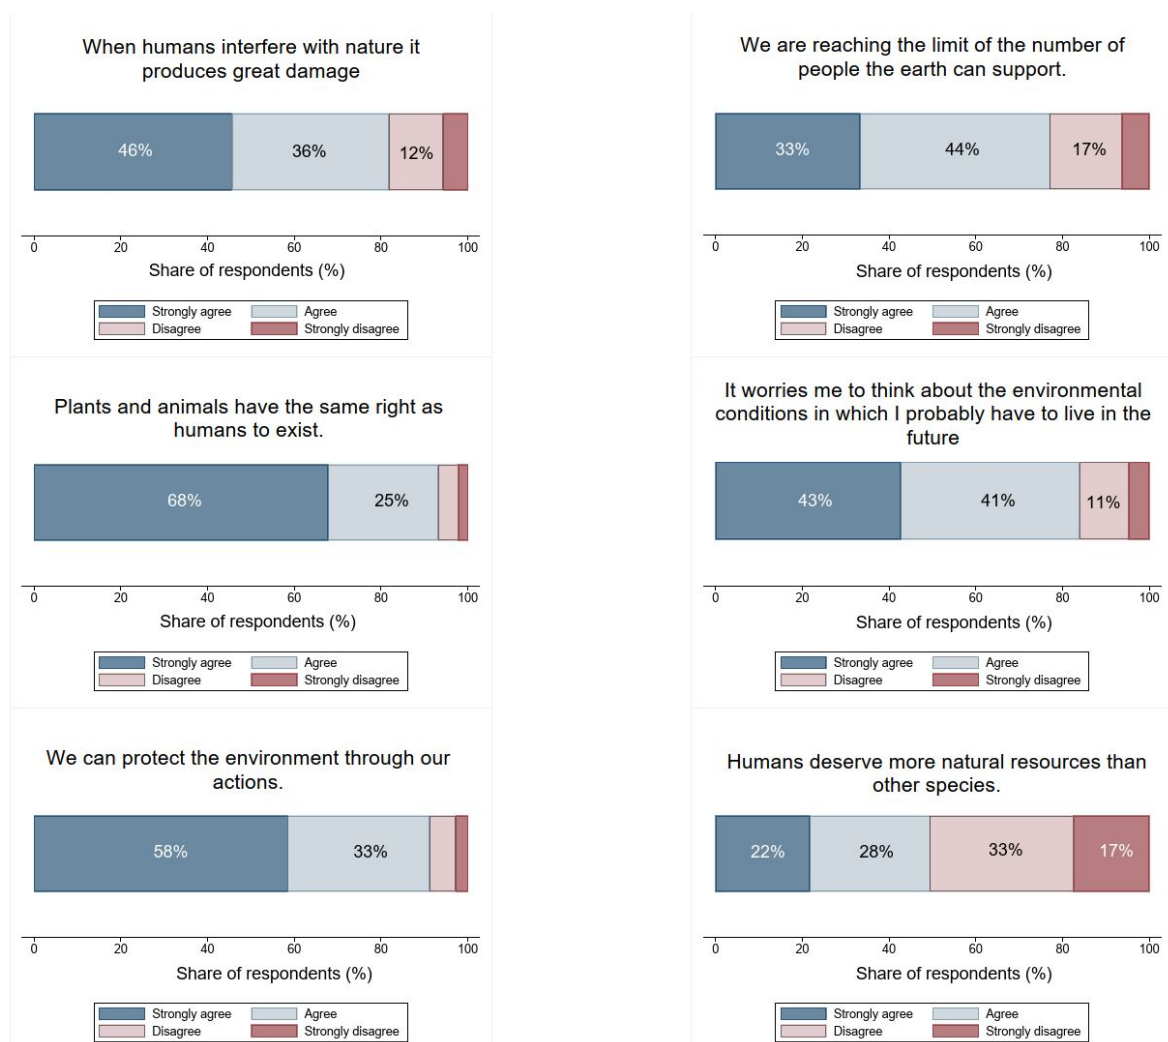 When humans interfere with nature it
produces great damage
46%
36%
12%
0 20 40 60 80 100
Share of respondents (%)
Strongly agree Agree
Disagree Strongly disagree
We are reaching the limit of the number of
people the earth can support.
33%
44%
17%
0 20 40 60 80 100
Share of respondents (%)
Strongly agree Agree
Disagree Strongly disagree
Plants and animals have the same right as
humans to exist.
68%
25%
0 20 40 60 80 100
Share of respondents (%)
Strongly agree Agree
Disagree Strongly disagree
It worries me to think about the environmental
conditions in which I probably have to live in the
future
43%
41%
11%
0 20 40 60 80 100
Share of respondents (%)
Strongly agree Agree
Disagree Strongly disagree
We can protect the environment through our
actions.
58%
33%
0 20 40 60 80 100
Share of respondents (%)
Strongly agree Agree
Disagree Strongly disagree
Humans deserve more natural resources than
other species.
22%
28%
33%
17%
0 20 40 60 80 100
Share of respondents (%)
Strongly agree Agree
Disagree Strongly disagree